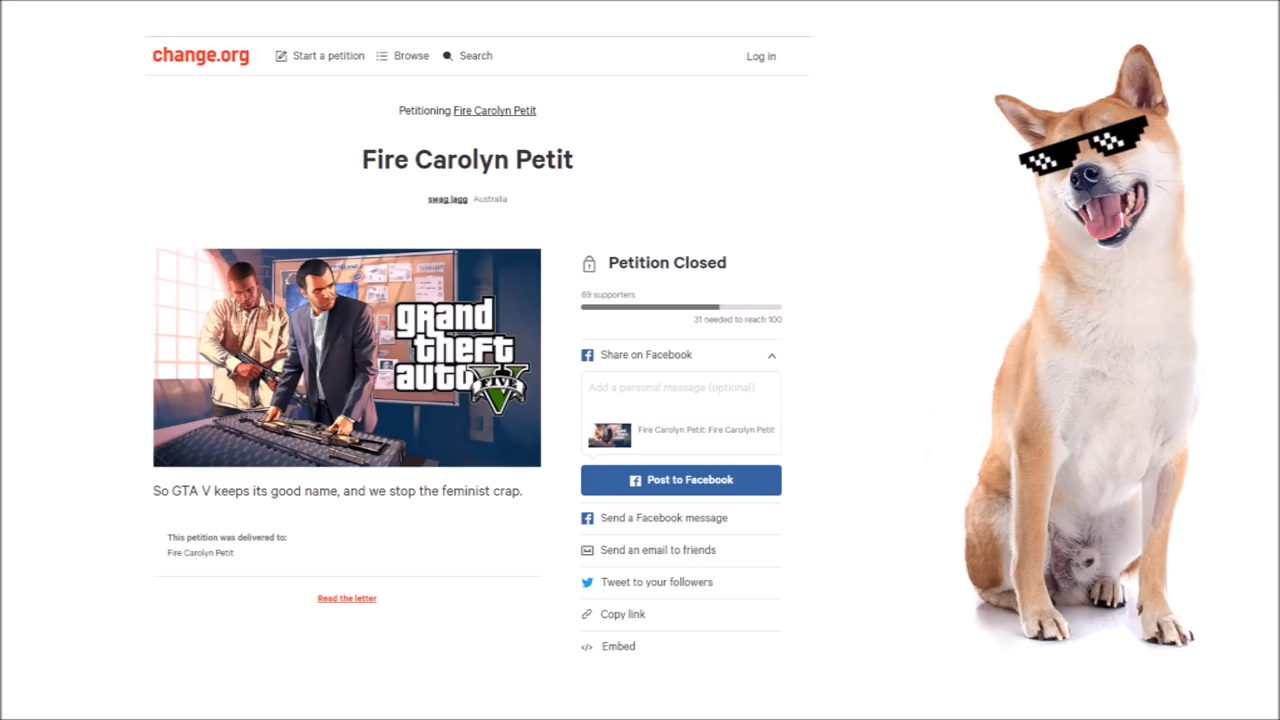 change.org
Start a petition
Browse
Search
Log in
Petitioning Fire Carolyn Petit
Fire Carolyn Petit
swag lagg Australia
grand
theft
auto
FIVE
Petition Closed
69 supporters
31 needed to reach 100
Share on Facebook
Add a personal message (optional)
Fire Carolyn Petit: Fire Carolyn Petit
Post to Facebook
So GTA V keeps its good name, and we stop the feminist crap.
This petition was delivered to:
Fire Carolyn Petit
Read the letter
Send a Facebook message
Send an email to friends
Tweet to your followers
Copy link
Embed